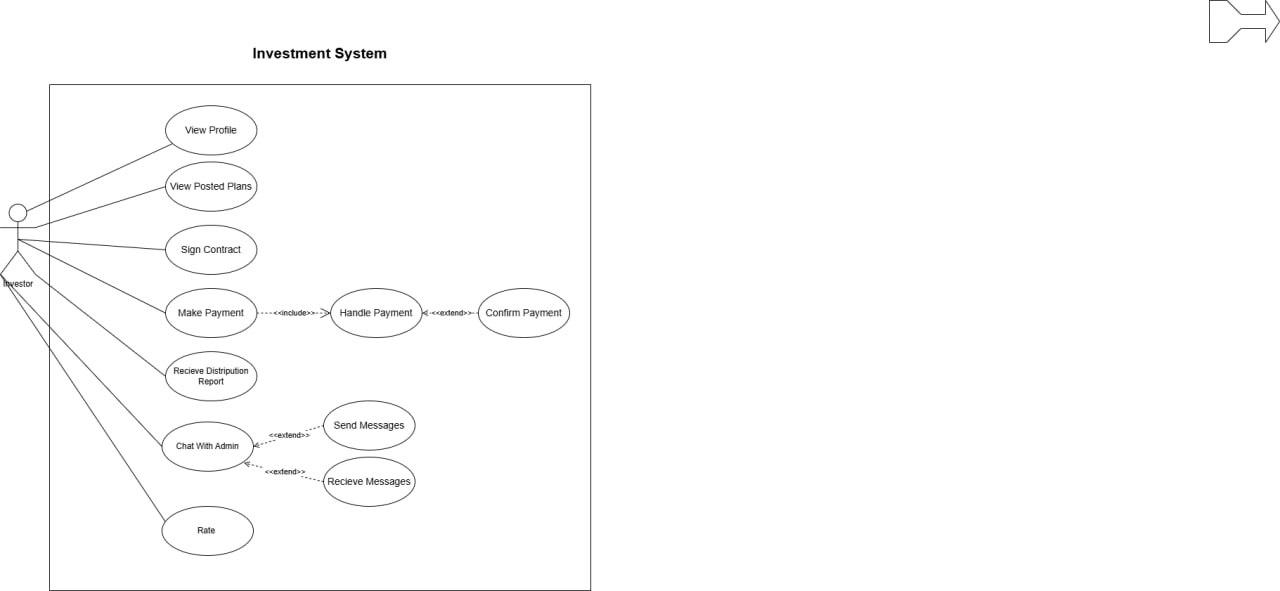 Investment System
View Profile
View Posted Plans
Sign Contract
Investor
Make Payment
<<include>>
Handle Payment
<<extend>>
Confirm Payment
Recieve Distripution
Report
Chat With Admin
<<extend>>
Send Messages
<<extend>>
Recieve Messages
Rate